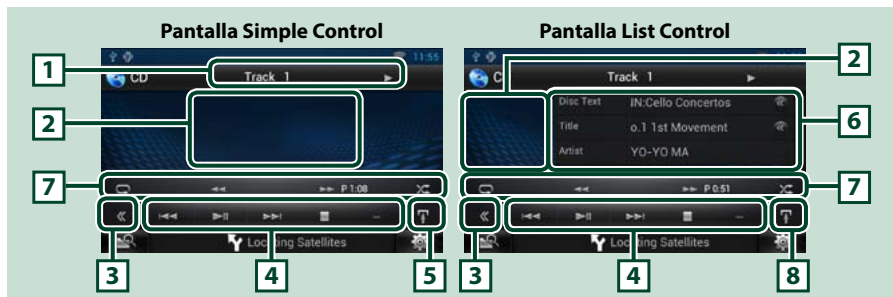 Pantalla Simple Control
Pantalla List Control
11:55
1
CD
Track 1
2
7
P 1:08
3
4
5
Locating Satellites
2
Track 1
Disc Text
IN:Cello Concertos
Title
o.1 1st Movement
Artist
YO-YO MA
6
7
P 0:51
3
4
8
Locating Satellites